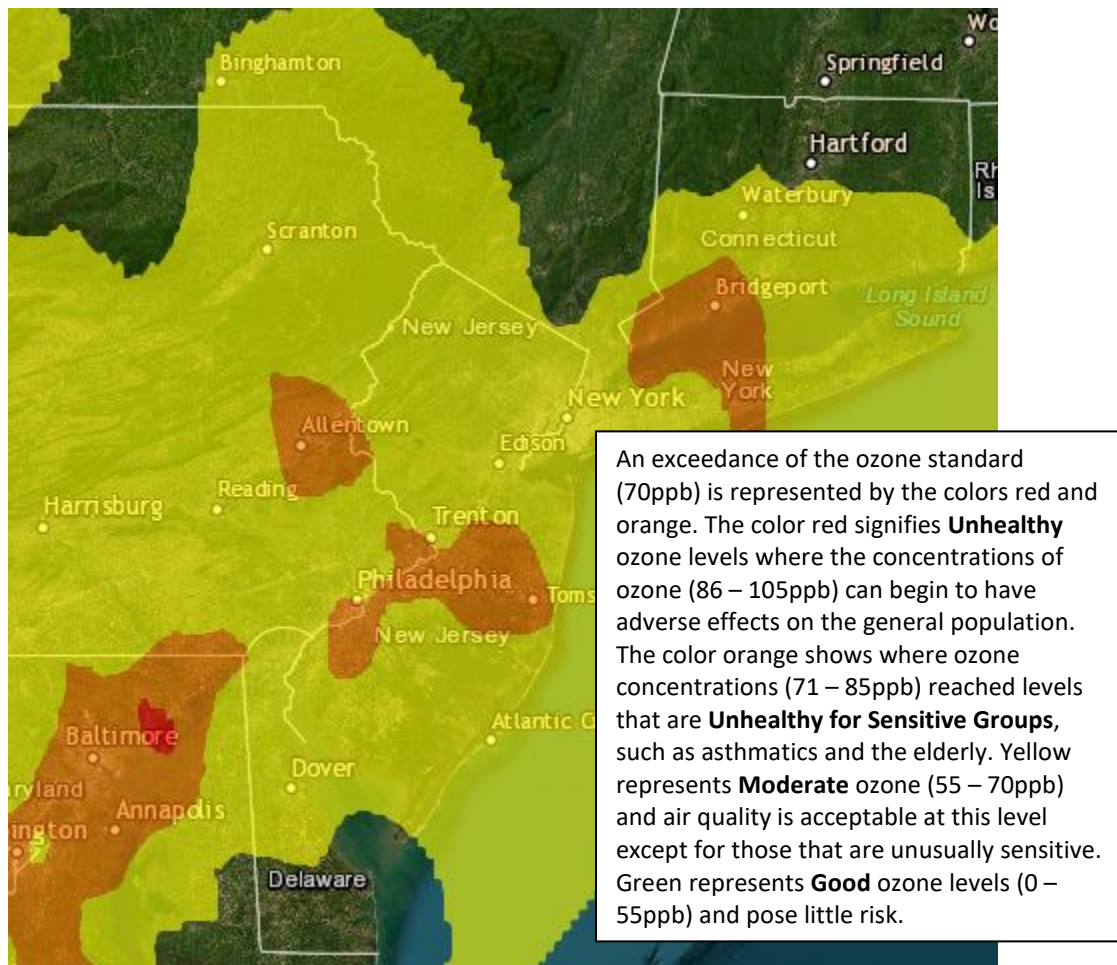 Binghamton
Springfield
Wo
Hartford
Rh
Is
Waterbury
Connecticut
Scranton
Bridgeport
Long Island
Sound
New Jersey
New
York
New York
Allentown
Edison
Reading
Harrisburg
Trenton
Philadelphia
Toms
New Jersey
Baltimore
Atlantic C
Dover
ryland
Annapolis
ington
Delaware
An exceedance of the ozone standard
(70ppb) is represented by the colors red and
orange. The color red signifies Unhealthy
ozone levels where the concentrations of
ozone (86 – 105ppb) can begin to have
adverse effects on the general population.
The color orange shows where ozone
concentrations (71 – 85ppb) reached levels
that are Unhealthy for Sensitive Groups,
such as asthmatics and the elderly. Yellow
represents Moderate ozone (55 – 70ppb)
and air quality is acceptable at this level
except for those that are unusually sensitive.
Green represents Good ozone levels (0 –
55ppb) and pose little risk.